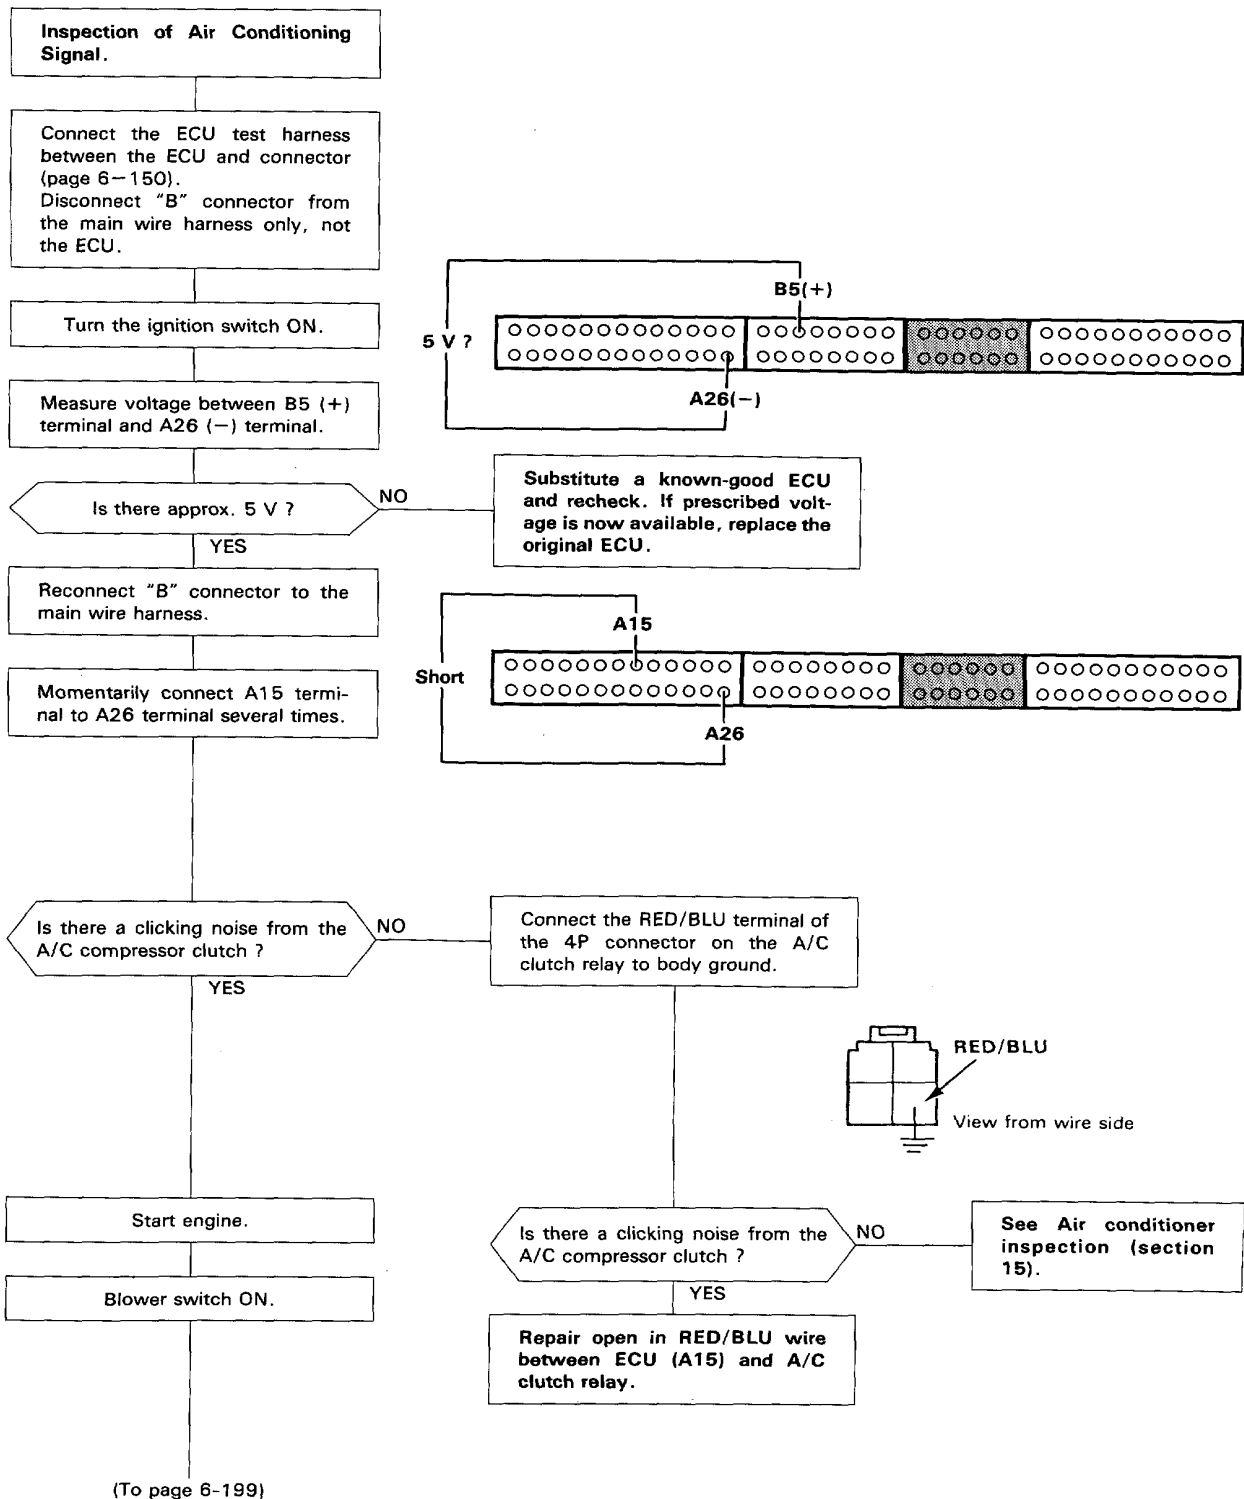 Inspection of Air Conditioning
Signal.
Connect the ECU test harness
between the ECU and connector
(page 6-150).
Disconnect "B" connector from
the main wire harness only, not
the ECU.
Turn the ignition switch ON.
Measure voltage between B5 (+)
terminal and A26 (−) terminal.
B5(+)
5 V ?
A26(−)
Is there approx. 5 V ?
NO
Substitute a known-good ECU
and recheck. If prescribed volt-
age is now available, replace the
original ECU.
YES
Reconnect "B" connector to the
main wire harness.
Momentarily connect A15 termi-
nal to A26 terminal several times.
A15
Short
A26
Is there a clicking noise from the
A/C compressor clutch ?
NO
Connect the RED/BLU terminal of
the 4P connector on the A/C
clutch relay to body ground.
YES
RED/BLU
View from wire side
Start engine.
Blower switch ON.
Is there a clicking noise from the
A/C compressor clutch ?
NO
See Air conditioner
inspection (section
15).
YES
Repair open in RED/BLU wire
between ECU (A15) and A/C
clutch relay.
(To page 6-199)